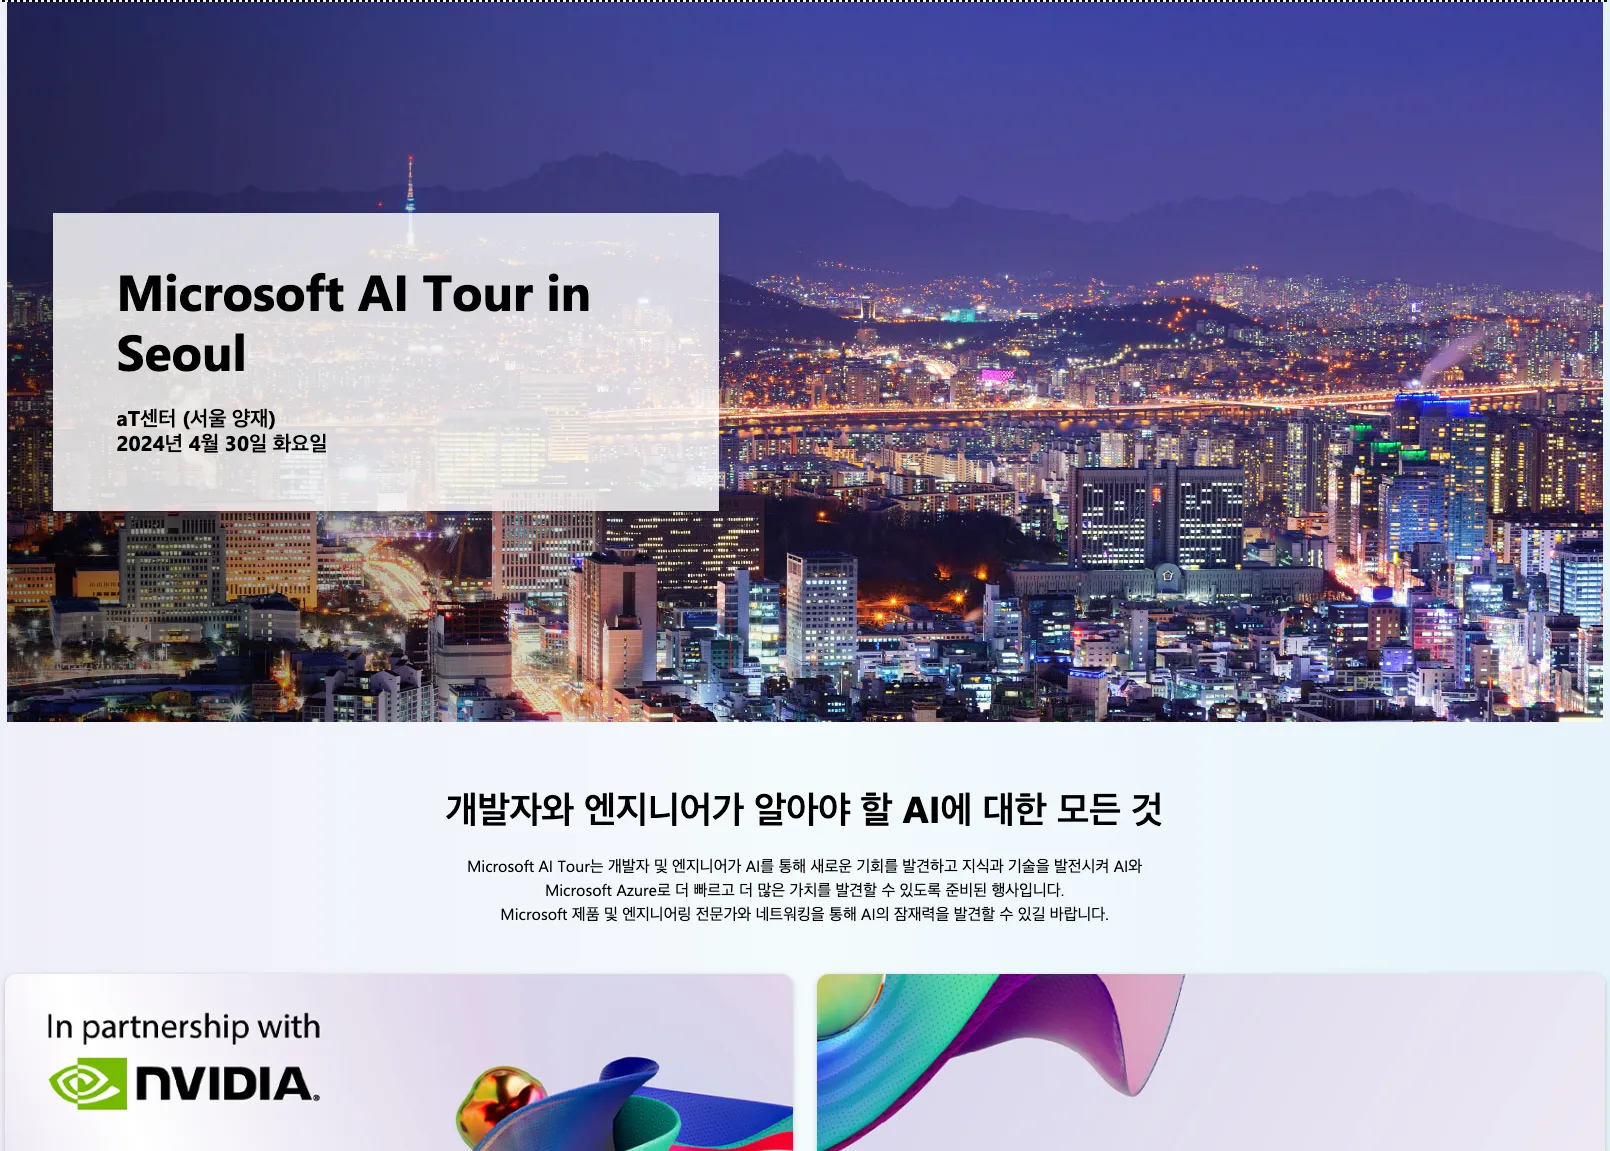 Microsoft AI Tour in
Seoul
aT센터 (서울 양재)
2024년 4월 30일 화요일
개발자와 엔지니어가 알아야 할 AI에 대한 모든 것
Microsoft AI Tour는 개발자 및 엔지니어가 AI를 통해 새로운 기회를 발견하고 지식과 기술을 발전시켜 AI와
Microsoft Azure로 더 빠르고 더 많은 가치를 발견할 수 있도록 준비된 행사입니다.
Microsoft 제품 및 엔지니어링 전문가와 네트워킹을 통해 AI의 잠재력을 발견할 수 있길 바랍니다.
In partnership with
NVIDIA.